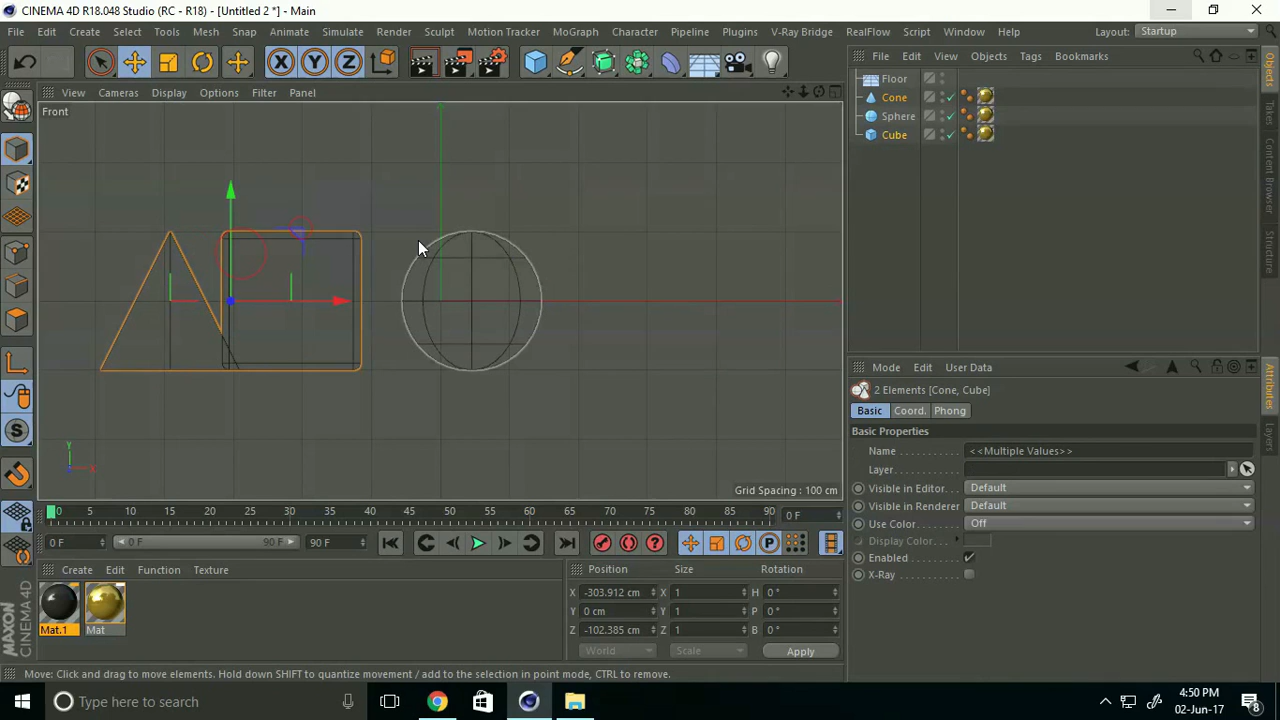 CINEMA 4D R18.048 Studio (RC - R18) - [Untitled 2 *] - Main
File Edit Create Select Tools Mesh Snap Animate Simulate Render Sculpt Motion Tracker MoGraph Character Pipeline Plugins V-Ray Bridge RealFlow Script Window Help Layout: Startup
X Y Z
File Edit View Objects Tags Bookmarks
View Cameras Display Options Filter Panel
Front
Floor
Cone
Sphere
Cube
Objects
Takes
Content Browser
Structure
Y
Grid Spacing : 100 cm
Mode Edit User Data
2 Elements [Cone, Cube]
Basic Coord. Phong
Basic Properties
Name <<Multiple Values>>
Layer
Visible in Editor Default
Visible in Renderer Default
Use Color Off
Display Color
Enabled
X-Ray
Attributes
Layers
0 5 10 15 20 25 30 35 40 45 50 55 60 65 70 75 80 85 90 0 F
0 F 0 F 90 F 90 F
Create Edit Function Texture
Mat.1 Mat
Position Size Rotation
X -303.912 cm X 1 H 0 °
Y 0 cm Y 1 P 0 °
Z -102.385 cm Z 1 B 0 °
World Scale Apply
MAXON
CINEMA 4D
Move: Click and drag to move elements. Hold down SHIFT to quantize movement / add to the selection in point mode, CTRL to remove.
Type here to search
4:50 PM
02-Jun-17
8